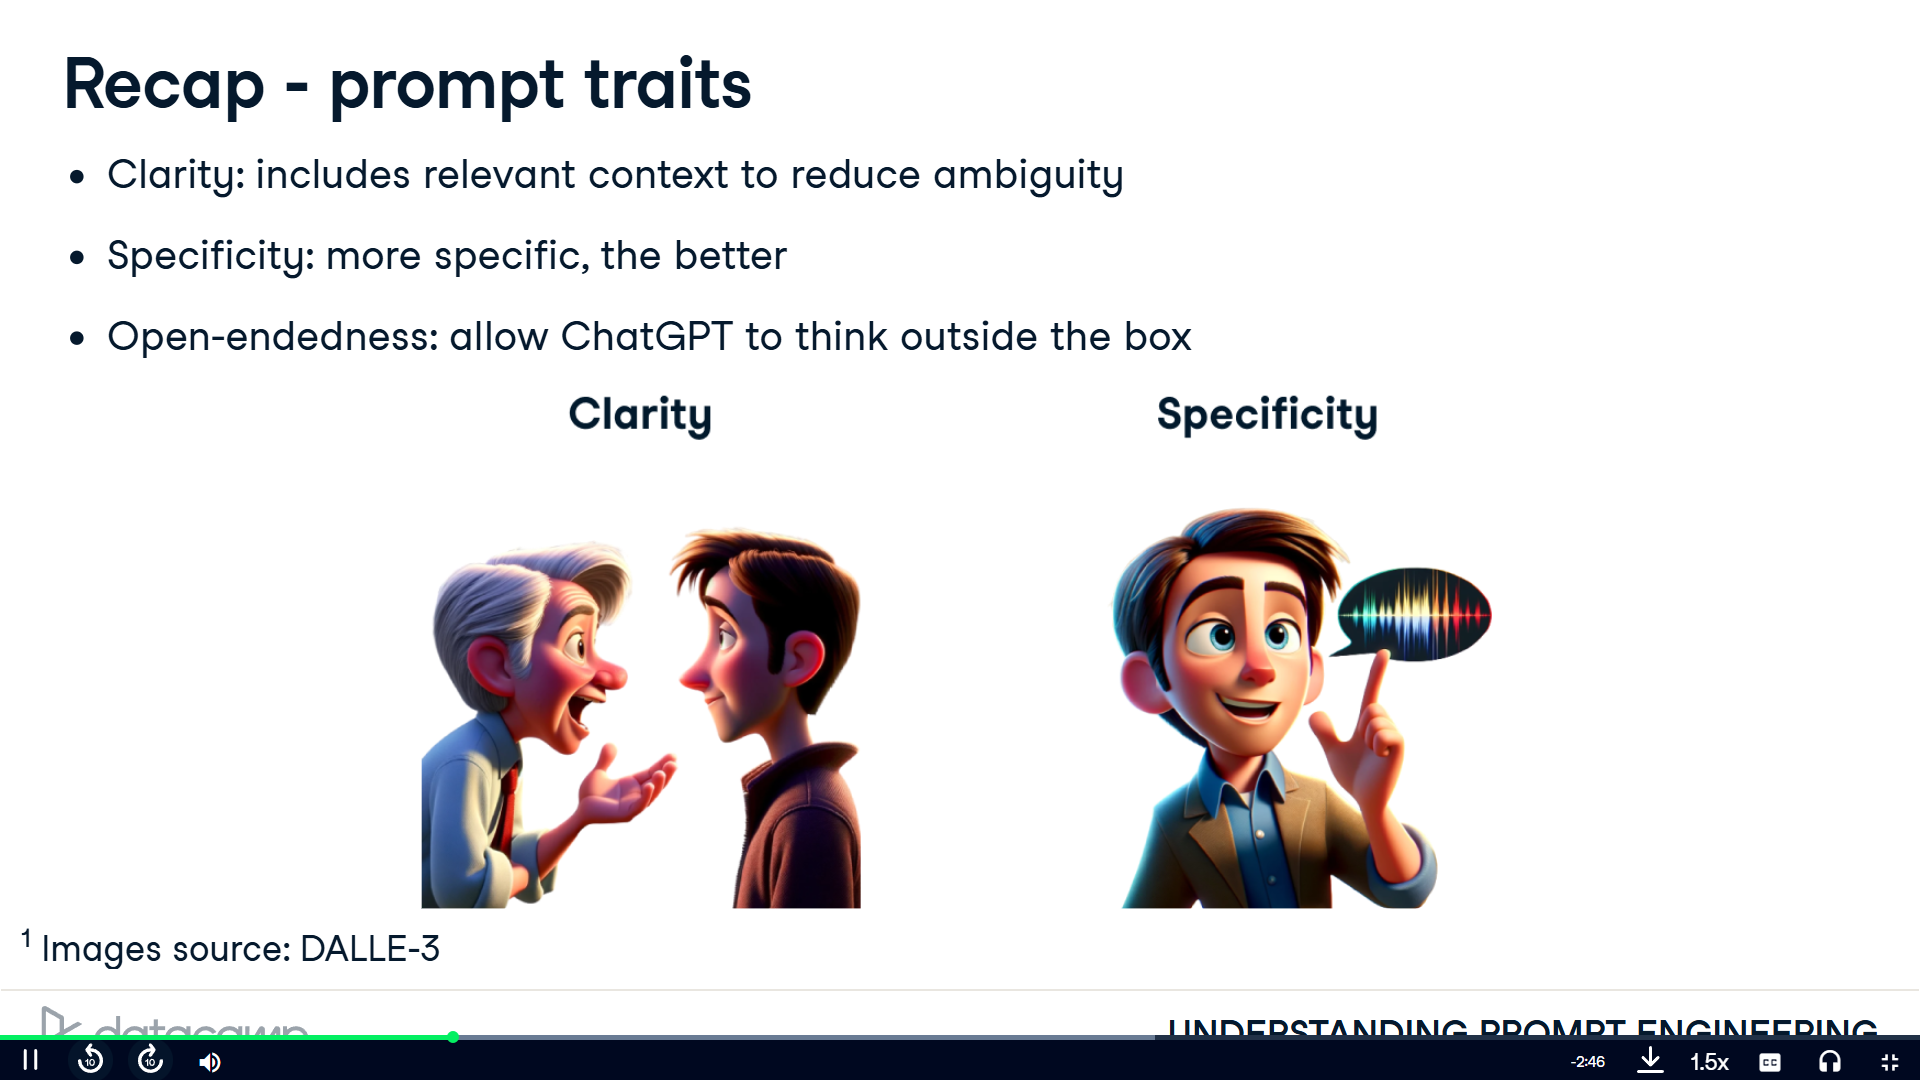 Recap - prompt traits
• Clarity: includes relevant context to reduce ambiguity
• Specificity: more specific, the better
• Open-endedness: allow ChatGPT to think outside the box
Clarity
Specificity
1 Images source: DALLE-3
datacamp
UNDERSTANDING PROMPT ENGINEERING
10
10
-2:46
1.5x
CC